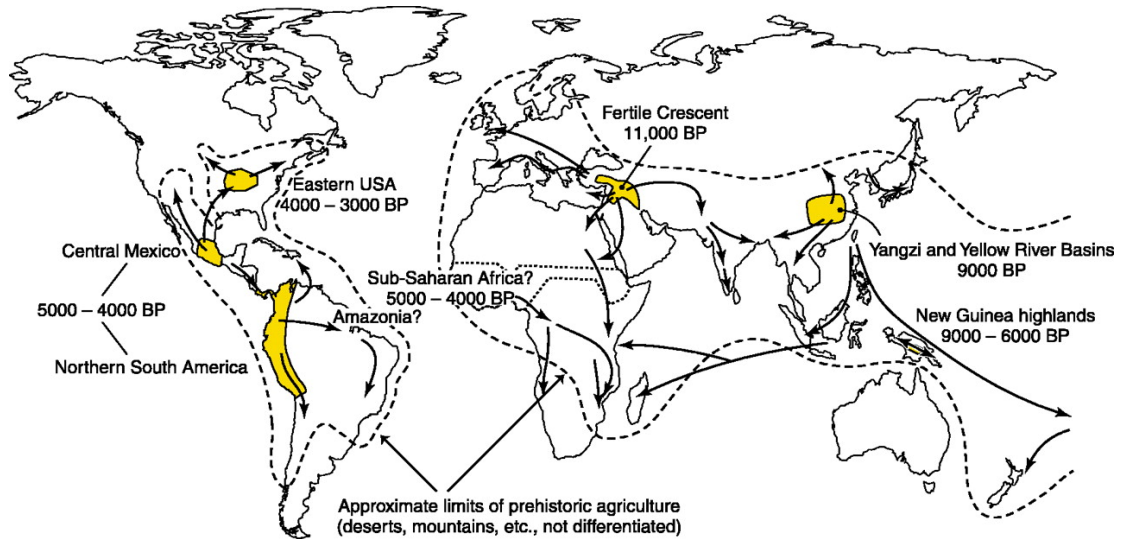 Fertile Crescent
11,000 BP
Eastern USA
4000 – 3000 BP
Central Mexico
5000 – 4000 BP
Northern South America
Sub-Saharan Africa?
5000 – 4000 BP
Amazonia?
Yangzi and Yellow River Basins
9000 BP
New Guinea highlands
9000 – 6000 BP
Approximate limits of prehistoric agriculture
(deserts, mountains, etc., not differentiated)